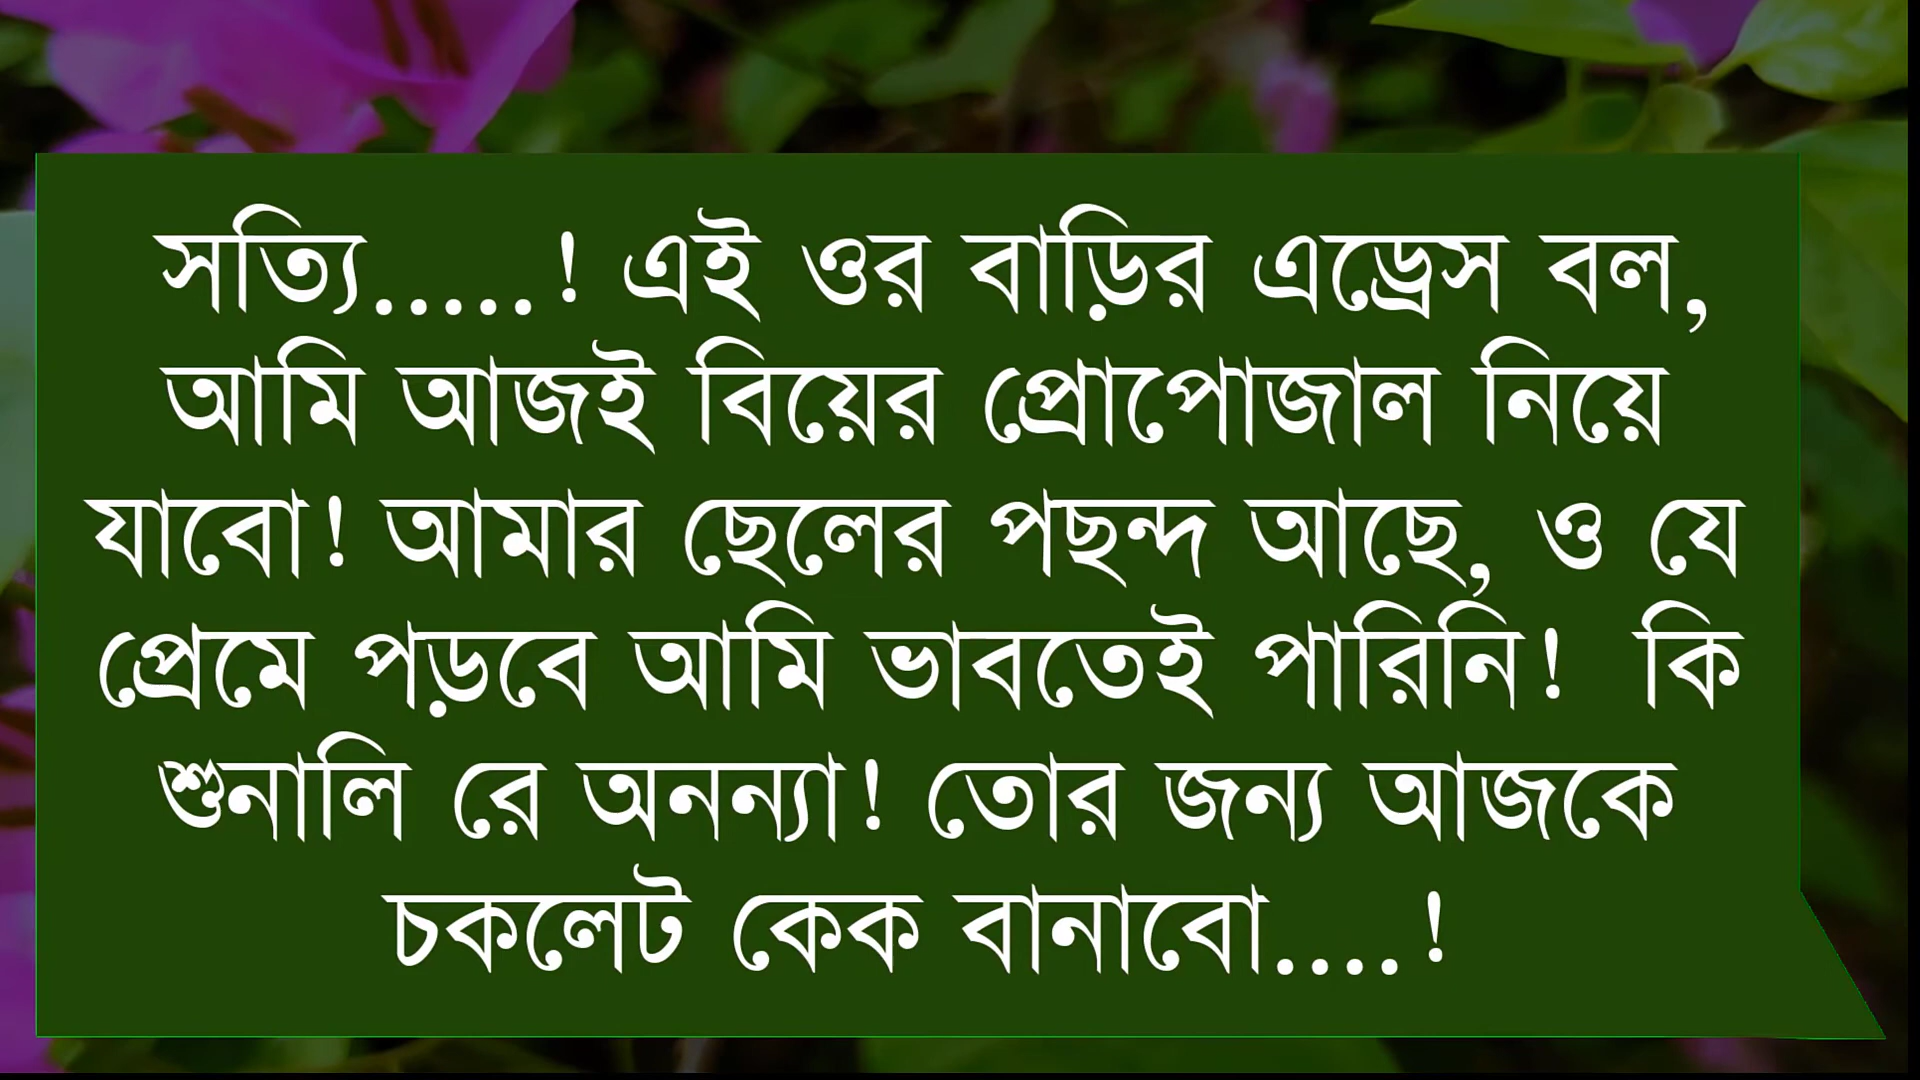 সত্যি.....! এই ওর বাড়ির এড্রেস বল,
আমি আজই বিয়ের প্রোপোজাল নিয়ে
যাবো! আমার ছেলের পছন্দ আছে, ও যে
প্রেমে পড়বে আমি ভাবতেই পারিনি! কি
শুনালি রে অনন্যা! তোর জন্য আজকে
চকলেট কেক বানাবো....!